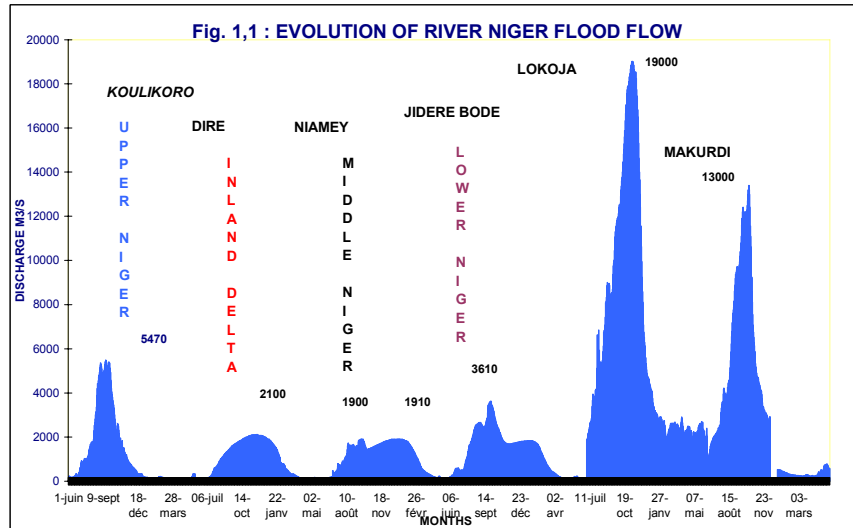 Fig. 1,1 : EVOLUTION OF RIVER NIGER FLOOD FLOW
DISCHARGE M3/S
20000
18000
16000
14000
12000
10000
8000
6000
4000
2000
0
KOULIKORO
UPPER NIGER
5470
DIRE
INLAND DELTA
2100
NIAMEY
MIDDLE NIGER
1900
1910
JIDERE BODE
LOWER NIGER
3610
LOKOJA
19000
MAKURDI
13000
1-juin 9-sept 18-déc 28-mars 06-juil 14-oct 22-janv 02-mai 10-août 18-nov 26-févr 06-juin 14-sept 23-déc 02-avr 11-juil 19-oct 27-janv 07-mai 15-août 23-nov 03-mars
MONTHS